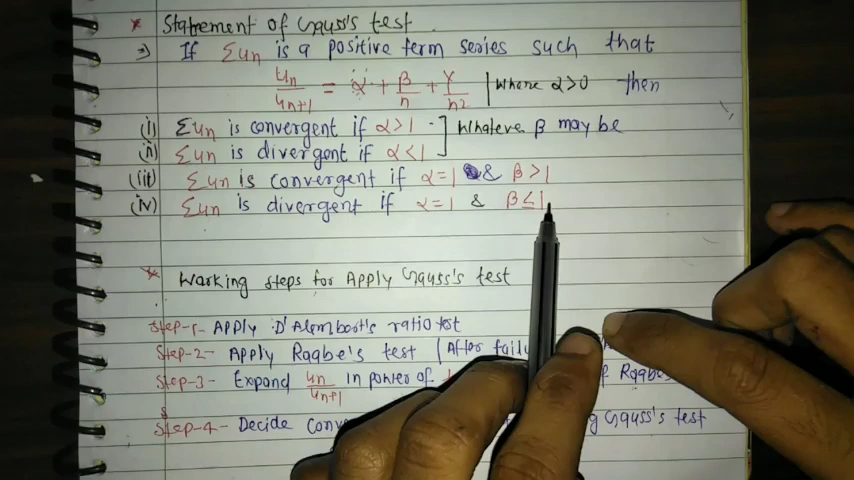 * Statement of Gauss's test
⇒ If Σun is a positive term series such that
un/un+1 = α + β/n + γ/n2 | where α>0 then
(i) Σun is convergent if α>1 ] Whateve β may be
(ii) Σun is divergent if α<1
(iii) Σun is convergent if α=1 & β>1
(iv) Σun is divergent if α=1 & β≤1
* Working steps for Apply Gauss's test
Step-1- Apply D'Alembert's ratio test
Step-2- Apply Raabe's test (After
Step-3- Expand un/un+1 in power of of Raabe's
Step-4- Decide Gauss's test